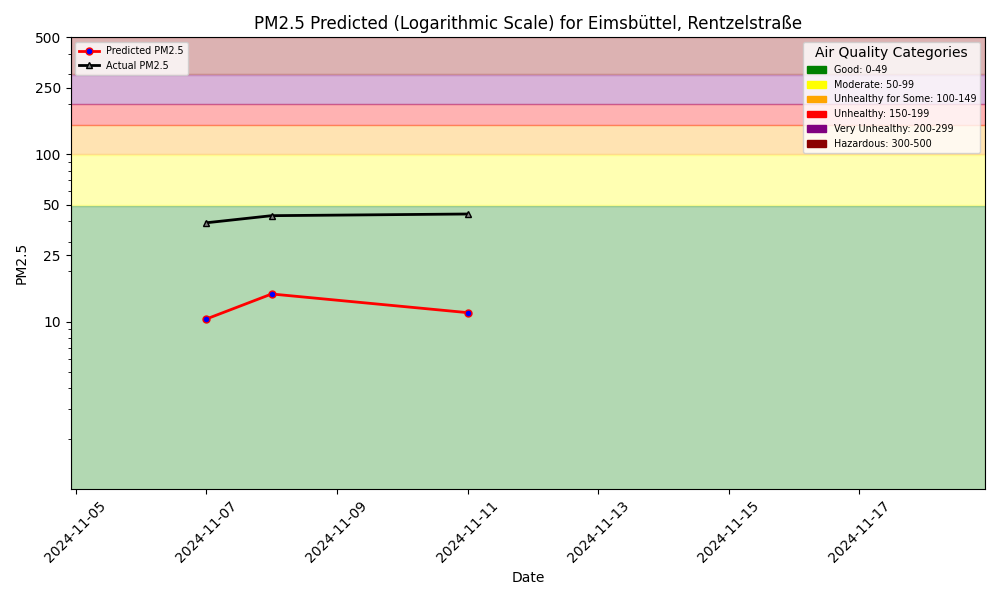 PM2.5 Predicted (Logarithmic Scale) for Eimsbüttel, Rentzelstraße
500
250
100
50
25
10
PM2.5
Predicted PM2.5
Actual PM2.5
Air Quality Categories
Good: 0-49
Moderate: 50-99
Unhealthy for Some: 100-149
Unhealthy: 150-199
Very Unhealthy: 200-299
Hazardous: 300-500
2024-11-05
2024-11-07
2024-11-09
2024-11-11
2024-11-13
2024-11-15
2024-11-17
Date